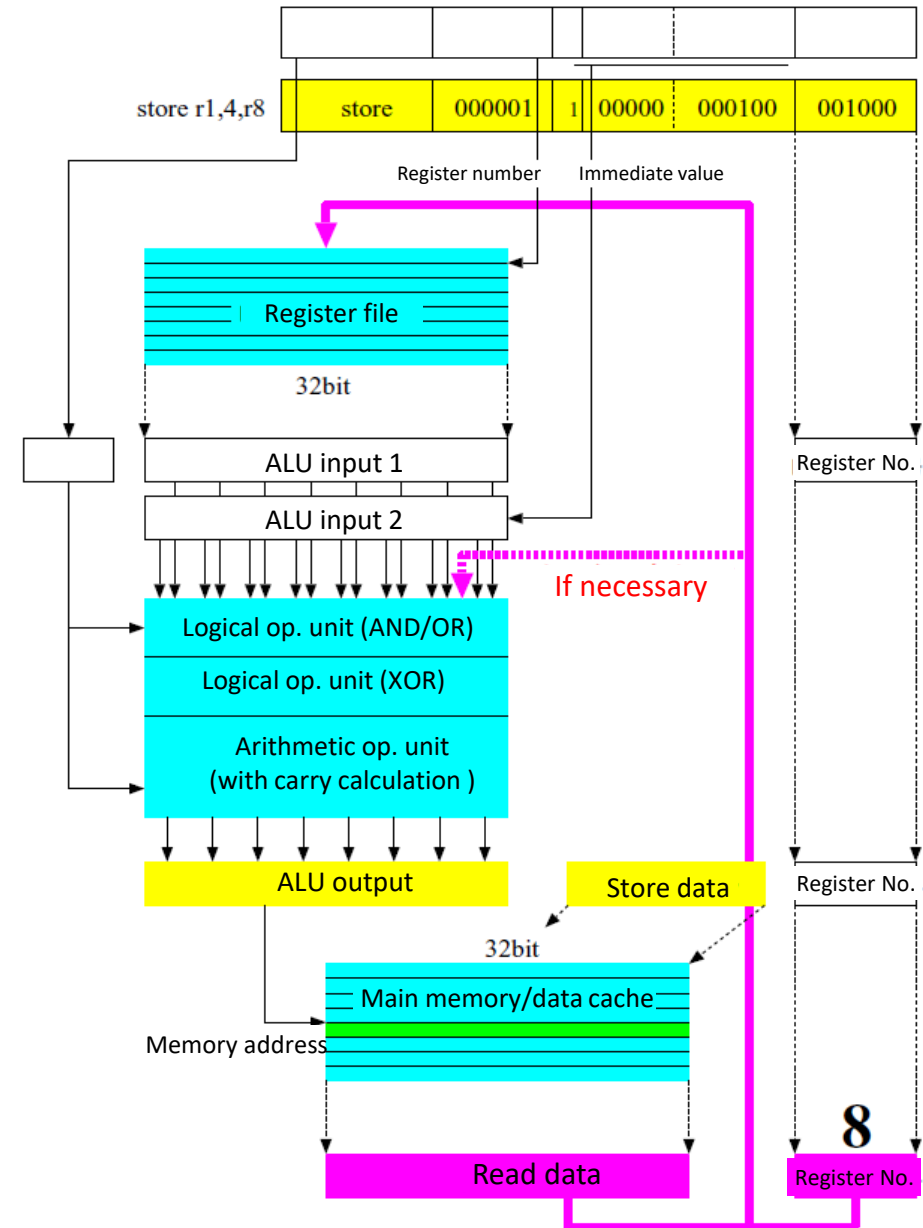 store r1,4,r8 store 000001 1 00000 000100 001000
Register number Immediate value
Register file
32bit
ALU input 1
Register No.
ALU input 2
If necessary
Logical op. unit (AND/OR)
Logical op. unit (XOR)
Arithmetic op. unit
(with carry calculation )
ALU output
Store data
Register No.
32bit
Main memory/data cache
Memory address
8
Read data
Register No.